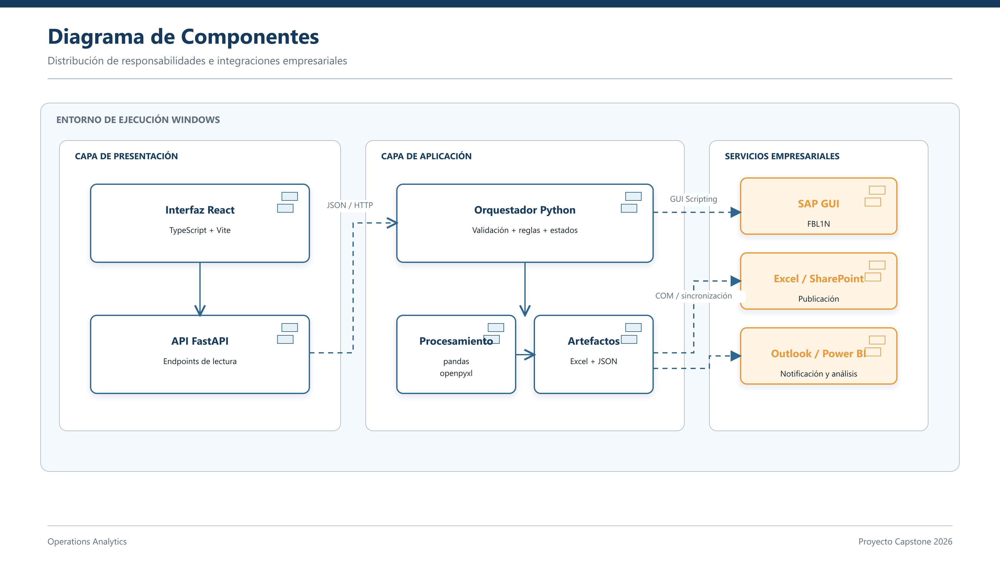 Diagrama de Componentes
Distribución de responsabilidades e integraciones empresariales
ENTORNO DE EJECUCIÓN WINDOWS
CAPA DE PRESENTACIÓN
Interfaz React
TypeScript + Vite
API FastAPI
Endpoints de lectura
JSON / HTTP
CAPA DE APLICACIÓN
Orquestador Python
Validación + reglas + estados
Procesamiento
pandas
openpyxl
Artefactos
Excel + JSON
GUI Scripting
COM / sincronización
SERVICIOS EMPRESARIALES
SAP GUI
FBL1N
Excel / SharePoint
Publicación
Outlook / Power BI
Notificación y análisis
Operations Analytics
Proyecto Capstone 2026